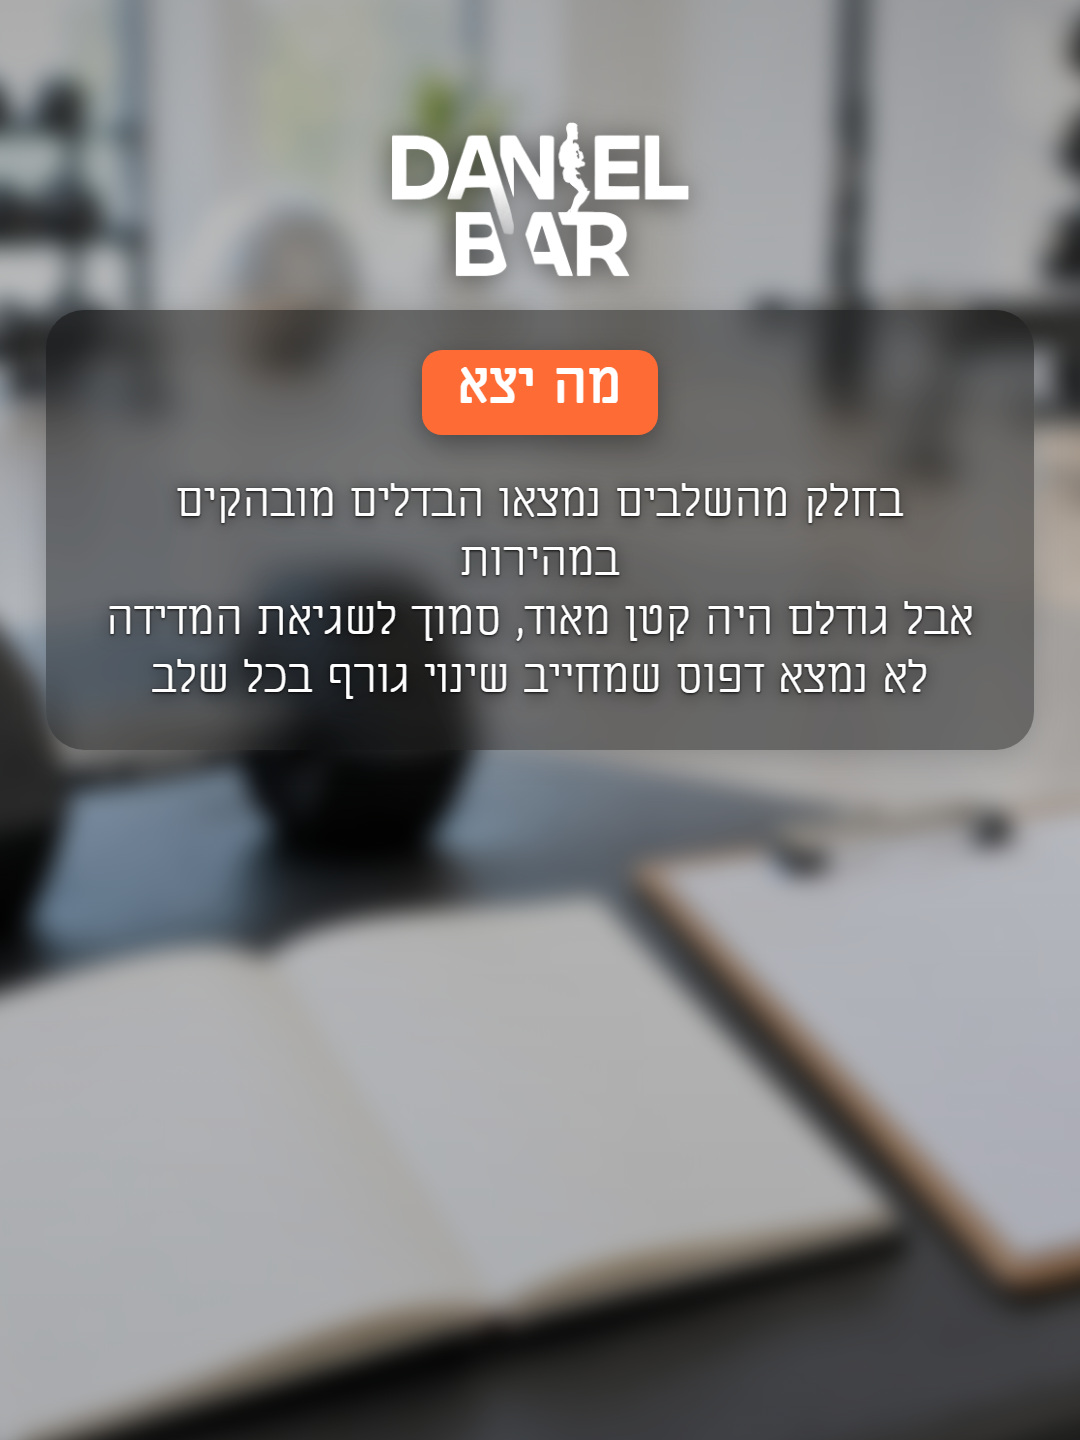 DANIEL
BAR
מה יצא
בחלק מהשלבים נמצאו הבדלים מובהקים
במהירות
אבל גודלם היה קטן מאוד, סמוך לשגיאת המדידה
לא נמצא דפוס שמחייב שינוי גורף בכל שלב